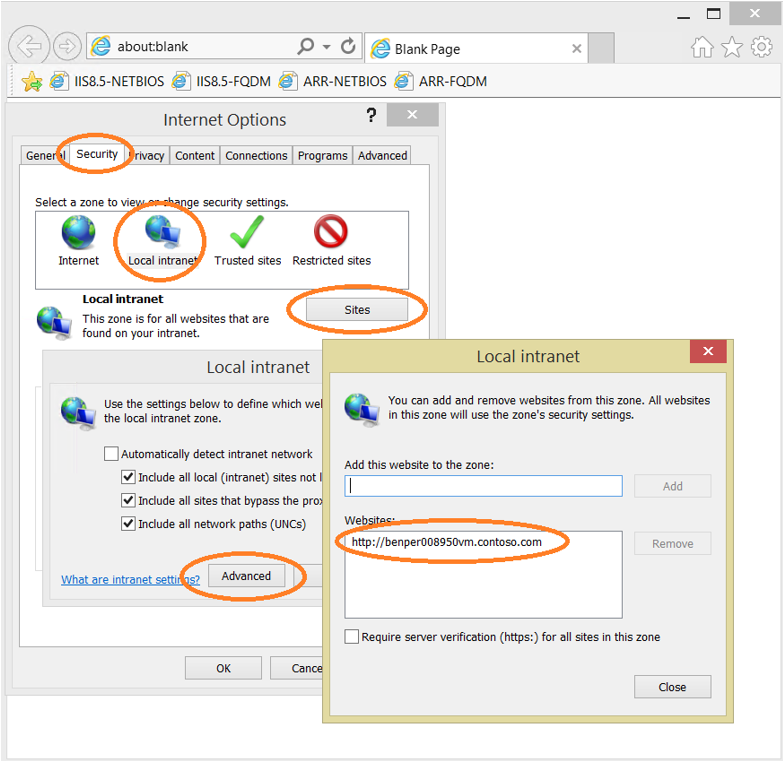 about:blank
Blank Page
IIS8.5-NETBIOS IIS8.5-FQDM ARR-NETBIOS ARR-FQDM
Internet Options
?
General Security Privacy Content Connections Programs Advanced
Select a zone to view or change security settings.
Internet Local intranet Trusted sites Restricted sites
Local intranet
This zone is for all websites that are
found on your intranet.
Sites
Local intranet
Use the settings below to define which
the local intranet zone.
Automatically detect intranet network
Include all local (intranet) sites not
Include all sites that bypass the
Include all network paths (UNCs)
What are intranet settings?
Advanced
OK
Local intranet
You can add and remove websites from this zone. All websites
in this zone will use the zone's security settings.
Add this website to the zone:
Add
Websites:
http://benper008950vm.contoso.com
Remove
Require server verification (https:) for all sites in this zone
Close